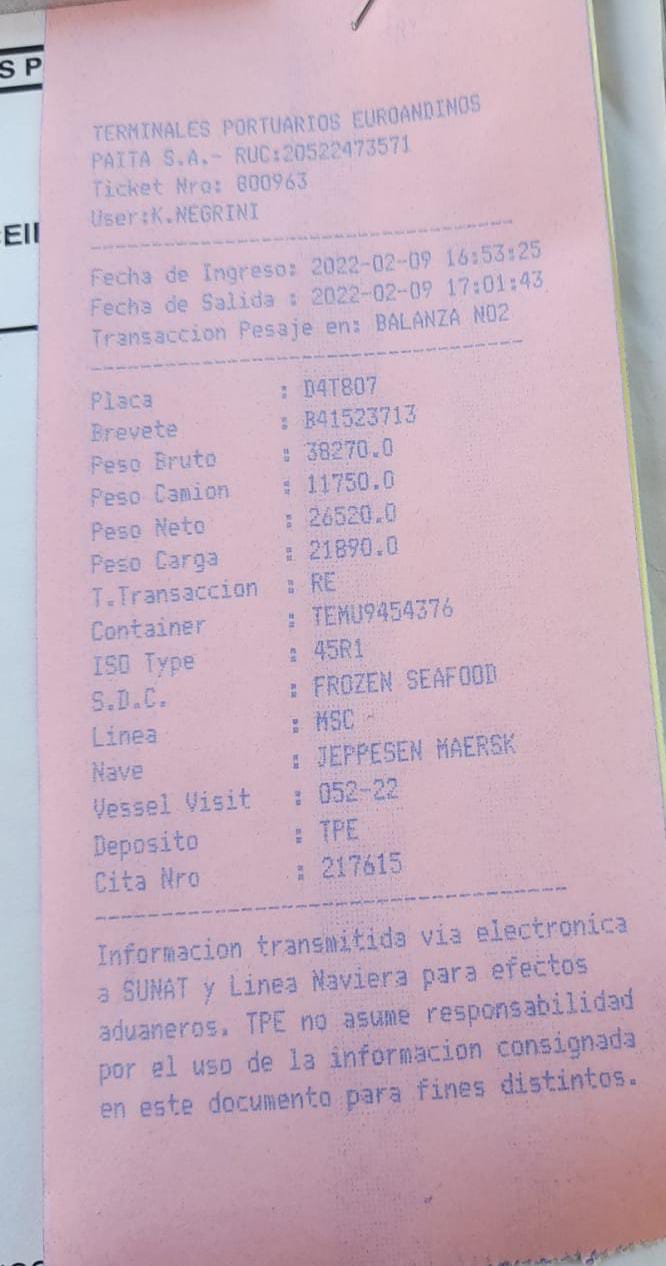 S P
TERMINALES PORTUARIOS EUROANDINOS
PAITA S.A.- RUC:20522473571
Ticket Nro: 800963
User:K.NEGRINI
Fecha de Ingreso: 2022-02-09 16:53:25
Fecha de Salida : 2022-02-09 17:01:43
Transaccion Pesaje en: BALANZA N02
Placa : D4T807
Brevete : B41523713
Peso Bruto : 38270.0
Peso Camion : 11750.0
Peso Neto : 26520.0
Peso Carga : 21890.0
T.Transaccion : RE
Container : TEMU9454376
ISO Type : 45R1
S.D.C. : FROZEN SEAFOOD
Linea : MSC
Nave : JEPPESEN MAERSK
Vessel Visit : 052-22
Deposito : TPE
Cita Nro : 217615
Informacion transmitida via electronica
a SUNAT y Linea Naviera para efectos
aduaneros. TPE no asume responsabilidad
por el uso de la informacion consignada
en este documento para fines distintos.